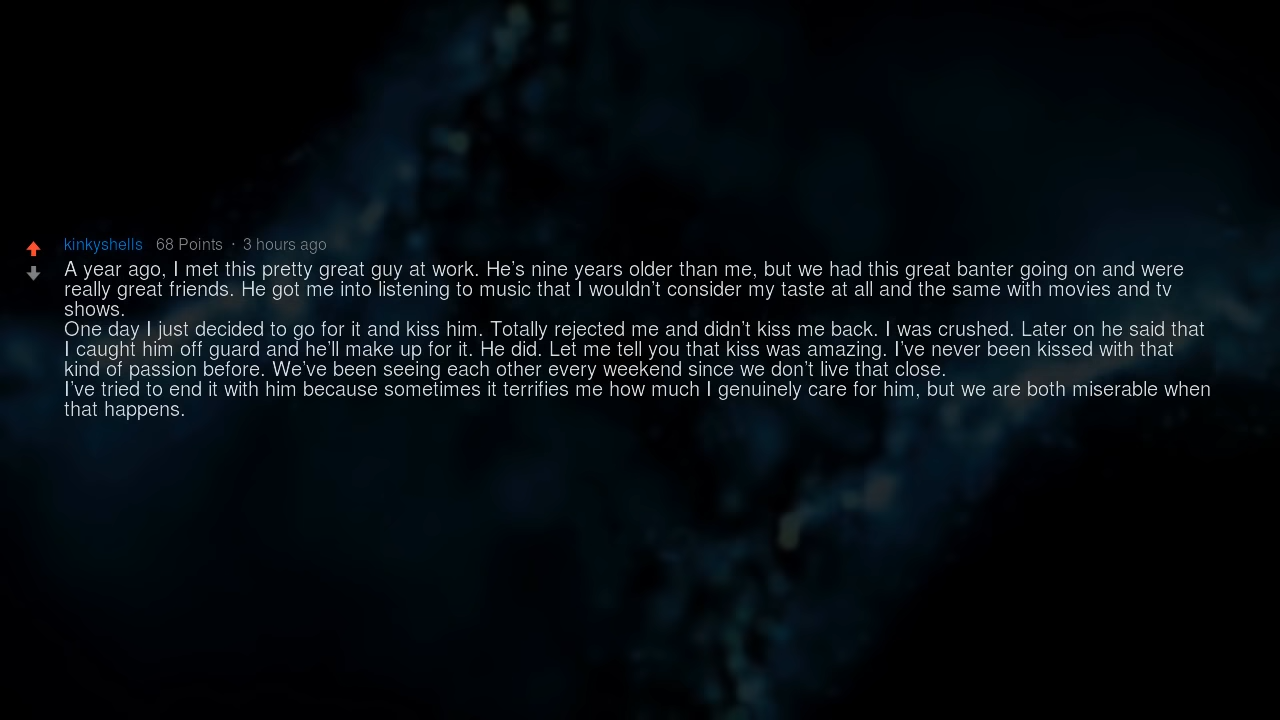 kinkyshells 68 Points · 3 hours ago
A year ago, I met this pretty great guy at work. He's nine years older than me, but we had this great banter going on and were
really great friends. He got me into listening to music that I wouldn't consider my taste at all and the same with movies and tv
shows.
One day I just decided to go for it and kiss him. Totally rejected me and didn't kiss me back. I was crushed. Later on he said that
I caught him off guard and he'll make up for it. He did. Let me tell you that kiss was amazing. I've never been kissed with that
kind of passion before. We've been seeing each other every weekend since we don't live that close.
I've tried to end it with him because sometimes it terrifies me how much I genuinely care for him, but we are both miserable when
that happens.